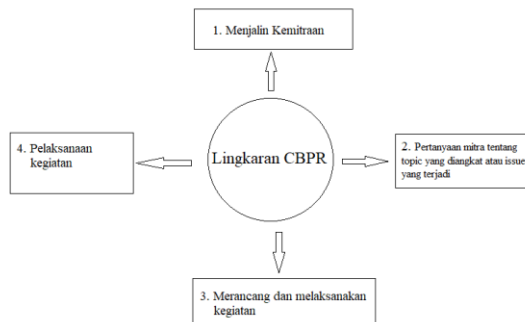 1. Menjalin Kemitraan
Lingkaran CBPR
2. Pertanyaan mitra tentang
topic yang diangkat atau issue
yang terjadi
3. Merancang dan melaksanakan
kegiatan
4. Pelaksanaan
kegiatan